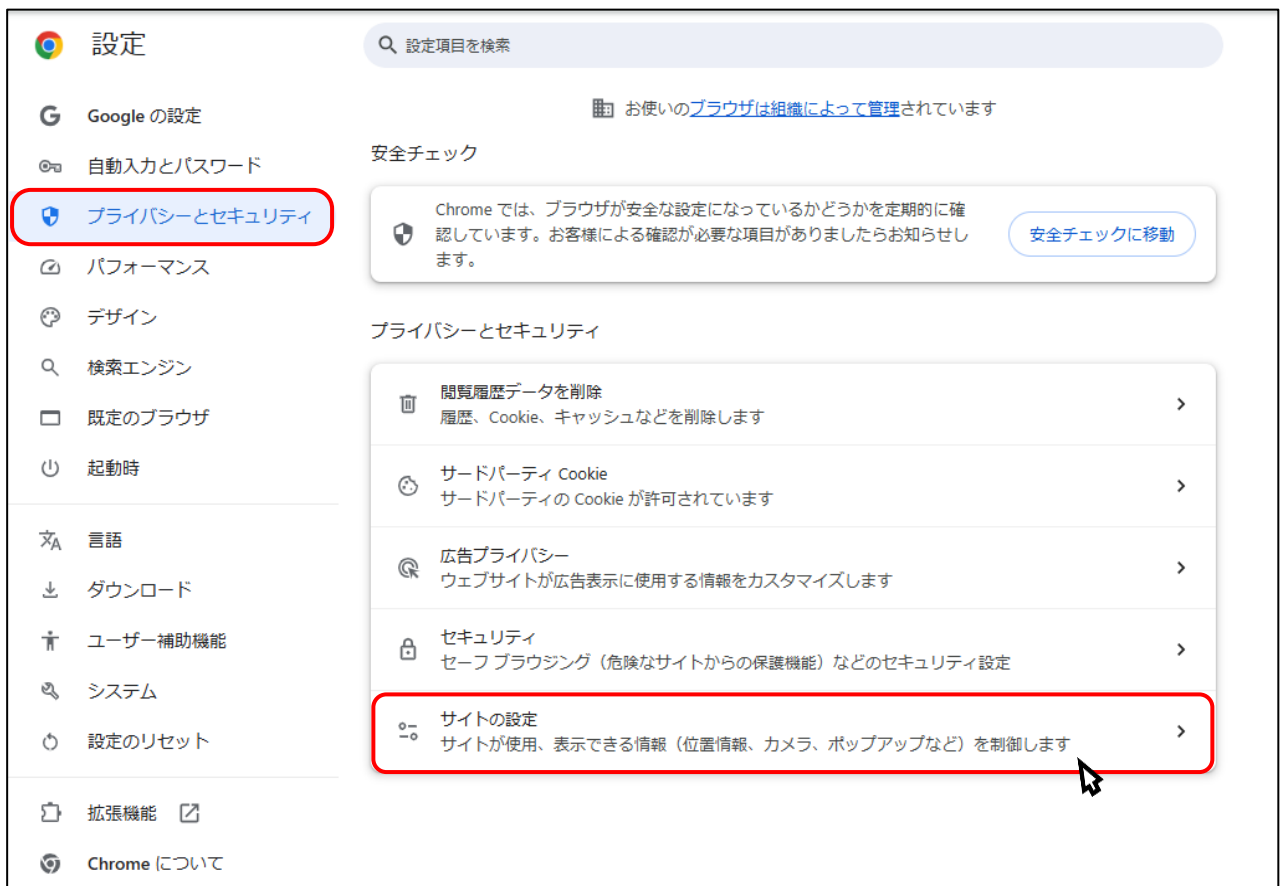 設定
設定項目を検索
Google の設定
自動入力とパスワード
プライバシーとセキュリティ
パフォーマンス
デザイン
検索エンジン
既定のブラウザ
起動時
言語
ダウンロード
ユーザー補助機能
システム
設定のリセット
拡張機能
Chrome について
お使いのブラウザは組織によって管理されています
安全チェック
Chrome では、ブラウザが安全な設定になっているかどうかを定期的に確
認しています。お客様による確認が必要な項目がありましたらお知らせし
ます。
安全チェックに移動
プライバシーとセキュリティ
閲覧履歴データを削除
履歴、Cookie、キャッシュなどを削除します
サードパーティ Cookie
サードパーティの Cookie が許可されています
広告プライバシー
ウェブサイトが広告表示に使用する情報をカスタマイズします
セキュリティ
セーフ ブラウジング（危険なサイトからの保護機能）などのセキュリティ設定
サイトの設定
サイトが使用、表示できる情報（位置情報、カメラ、ポップアップなど）を制御します